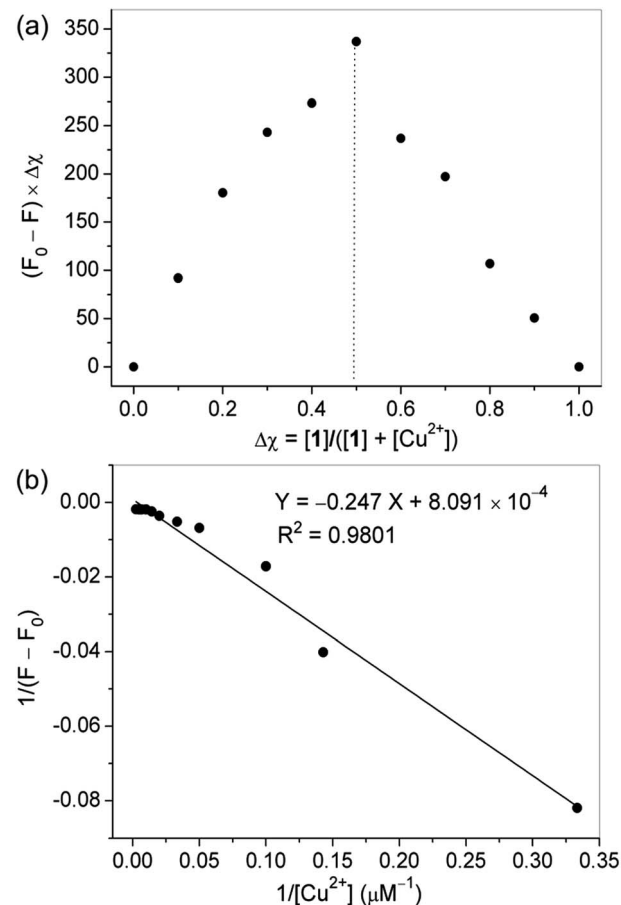 (a)
350
300
250
200
150
100
50
0
(F₀ − F) × Δχ
0.0 0.2 0.4 0.6 0.8 1.0
Δχ = [1]/([1] + [Cu²⁺])
(b)
Y = −0.247 X + 8.091 × 10⁻⁴
R² = 0.9801
0.00
-0.02
-0.04
-0.06
-0.08
1/(F − F₀)
0.00 0.05 0.10 0.15 0.20 0.25 0.30 0.35
1/[Cu²⁺] (μM⁻¹)